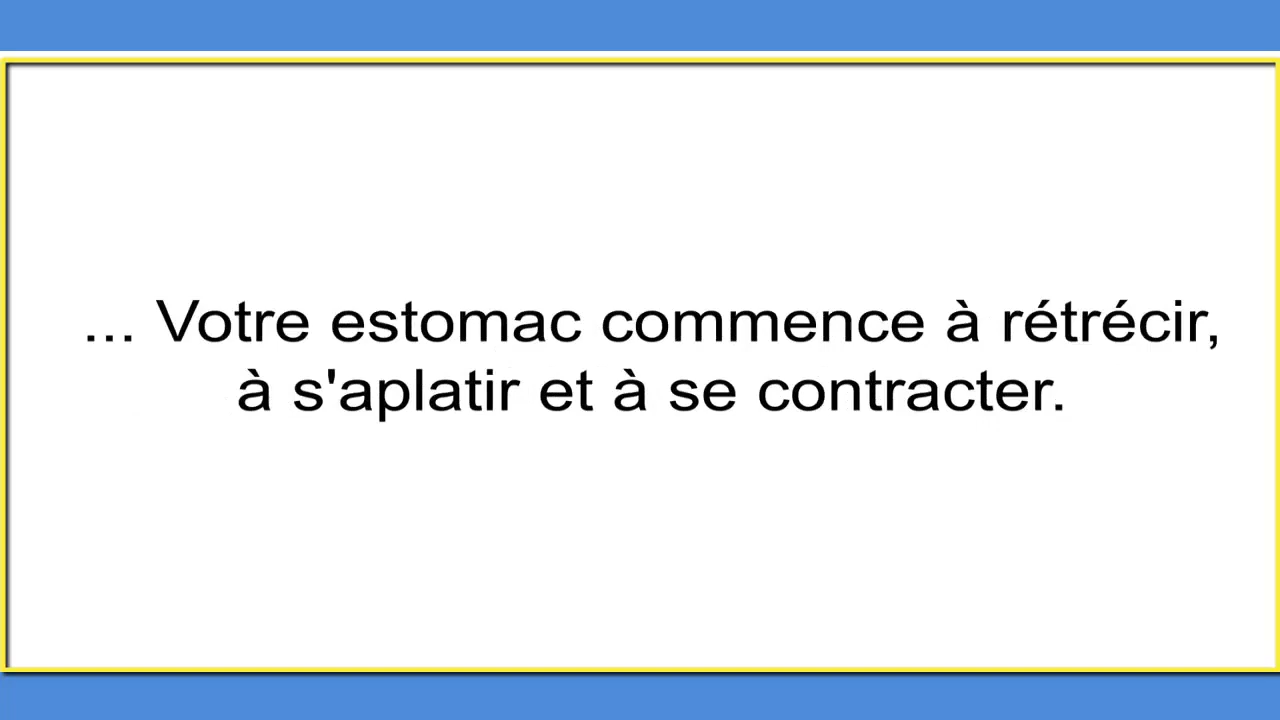 ... Votre estomac commence à rétrécir,
à s'aplatir et à se contracter.